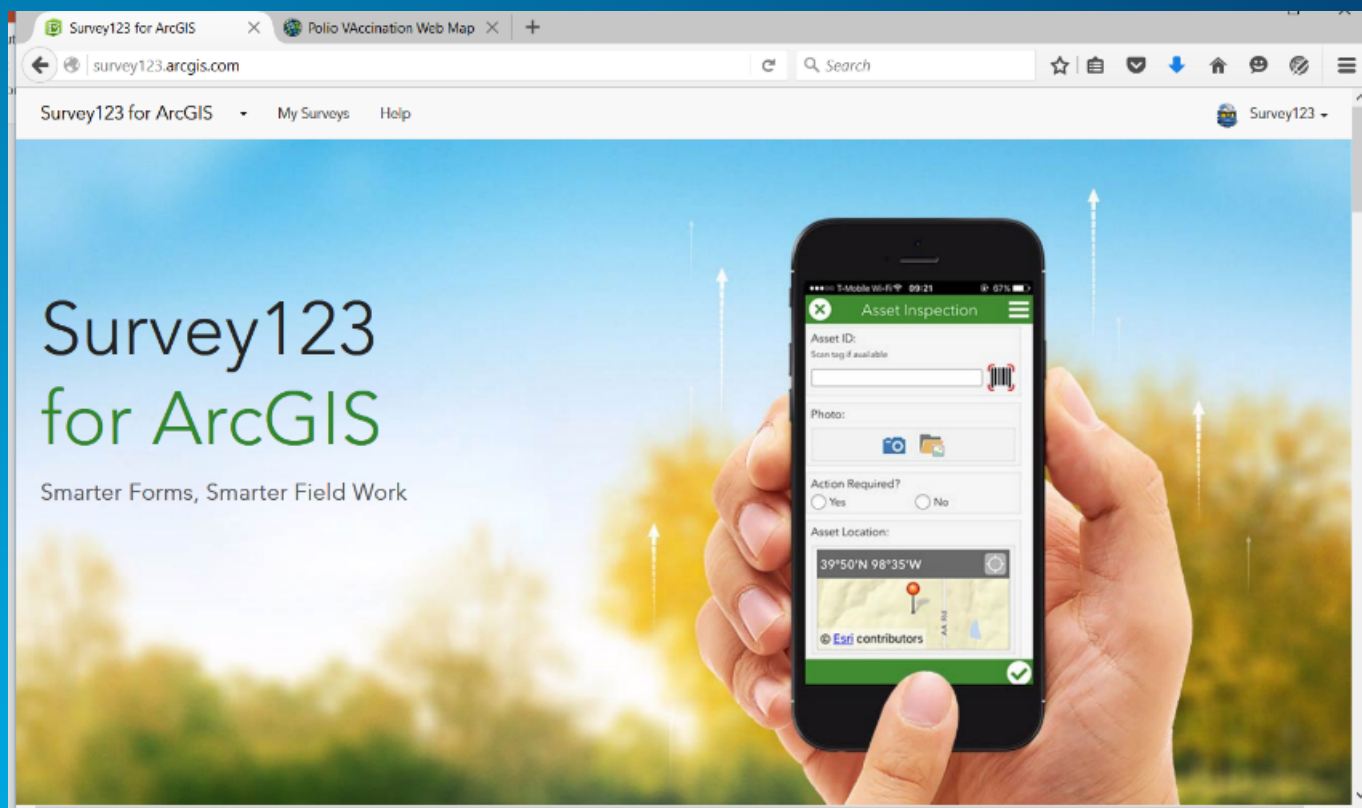 Survey123 for ArcGIS
Polio VAccination Web Map
survey123.arcgis.com
Search
Survey123 for ArcGIS
My Surveys
Help
Survey123
Survey123
for ArcGIS
Smarter Forms, Smarter Field Work
T-Mobile Wi-Fi 09:21 67%
Asset Inspection
Asset ID:
Scan tag if available
Photo:
Action Required?
Yes
No
Asset Location:
39°50'N 98°35'W
AA Rd
© Esri contributors